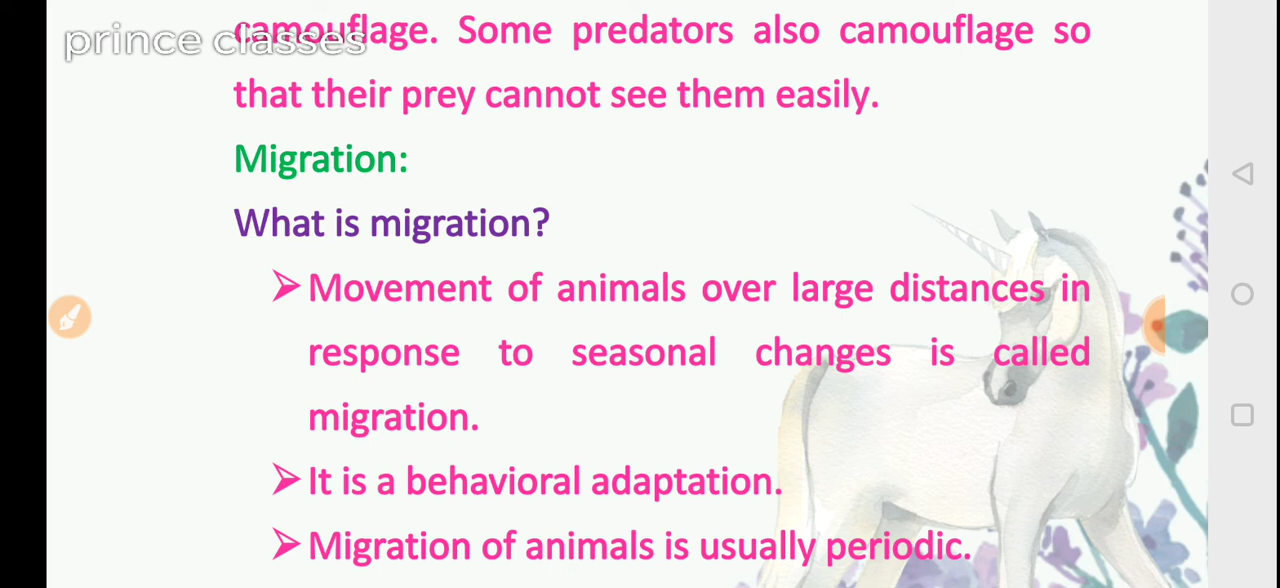 prince classes
camouflage. Some predators also camouflage so
that their prey cannot see them easily.
Migration:
What is migration?
➢ Movement of animals over large distances in
response to seasonal changes is called
migration.
➢ It is a behavioral adaptation.
➢ Migration of animals is usually periodic.